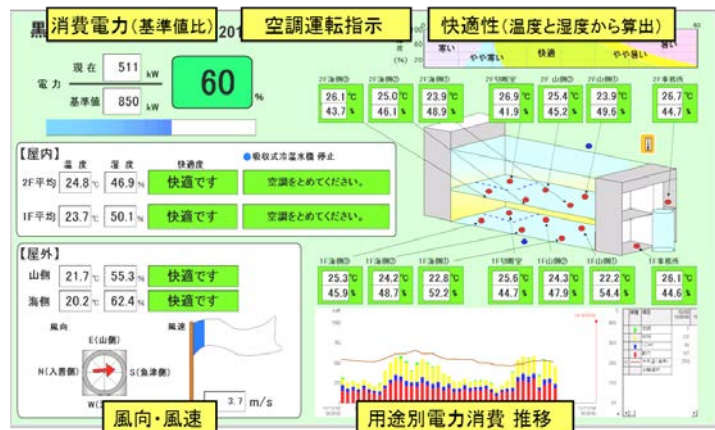 消費電力(基準値比)
空調運転指示
快適性(温度と湿度から算出)
黒
201
寒い
やや寒い
快適
やや暑い
暑い
(%)
20
40
現在 511 kW
電力
基準値 850 kW
60 %
2F海側③ 2F海側② 2F海側① 2F切断室 2F山側② 2F山側① 2F事務所
26.1 ℃ 25.0 ℃ 23.9 ℃ 26.9 ℃ 25.4 ℃ 23.9 ℃ 26.7 ℃
43.7 % 46.1 % 48.9 % 41.9 % 45.2 % 49.6 % 44.7 %
【屋内】
温度 湿度 快適度
●吸収式冷温水機 停止
2F平均 24.8 ℃ 46.9 % 快適です 空調をとめてください。
1F平均 23.7 ℃ 50.1 % 快適です 空調をとめてください。
【屋外】
山側 21.7 ℃ 55.3 % 快適です
海側 20.2 ℃ 62.4 % 快適です
1F海側③ 1F海側② 1F海側① 1F切断室 1F山側② 1F山側① 1F事務所
25.3 ℃ 24.2 ℃ 22.8 ℃ 25.6 ℃ 24.3 ℃ 22.2 ℃ 26.1 ℃
45.9 % 48.7 % 52.2 % 44.7 % 47.9 % 54.4 % 44.6 %
風向 風速
E(山側)
N(入善側) S(魚津側)
W(
3.7 m/s
風向・風速
用途別電力消費 推移